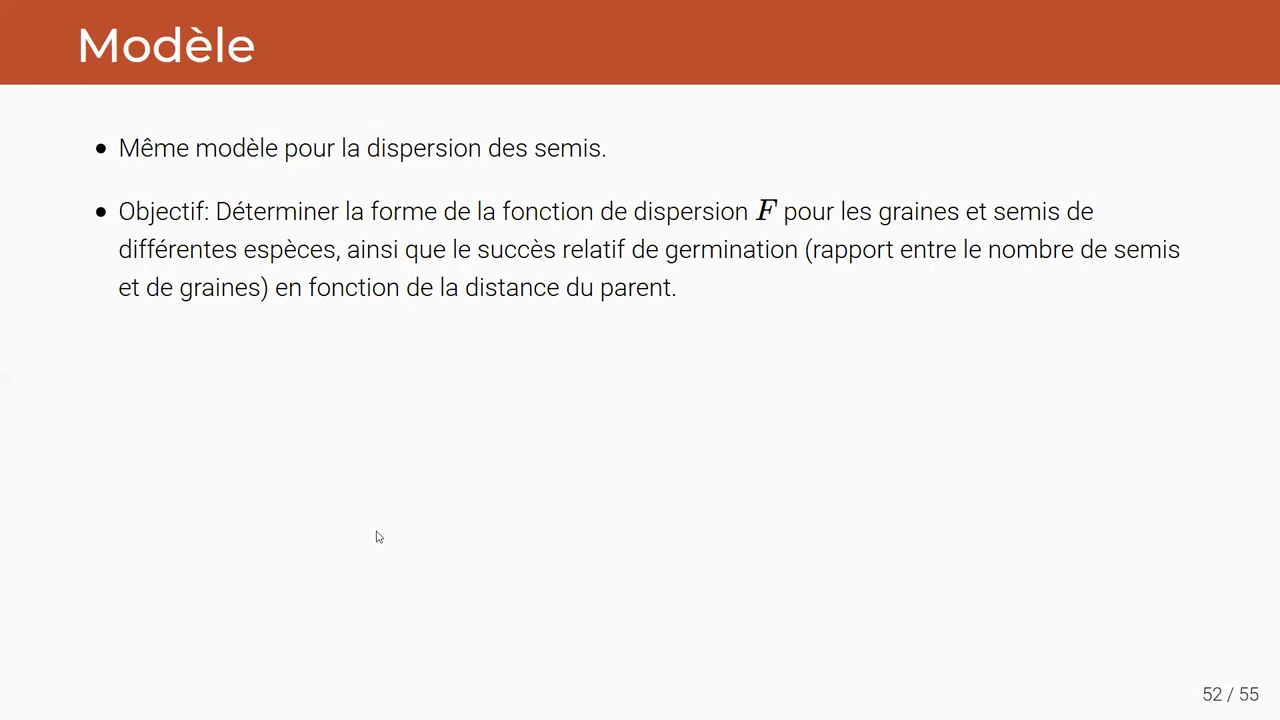 Modèle
• Même modèle pour la dispersion des semis.
• Objectif: Déterminer la forme de la fonction de dispersion F pour les graines et semis de
différentes espèces, ainsi que le succès relatif de germination (rapport entre le nombre de semis
et de graines) en fonction de la distance du parent.
52 / 55